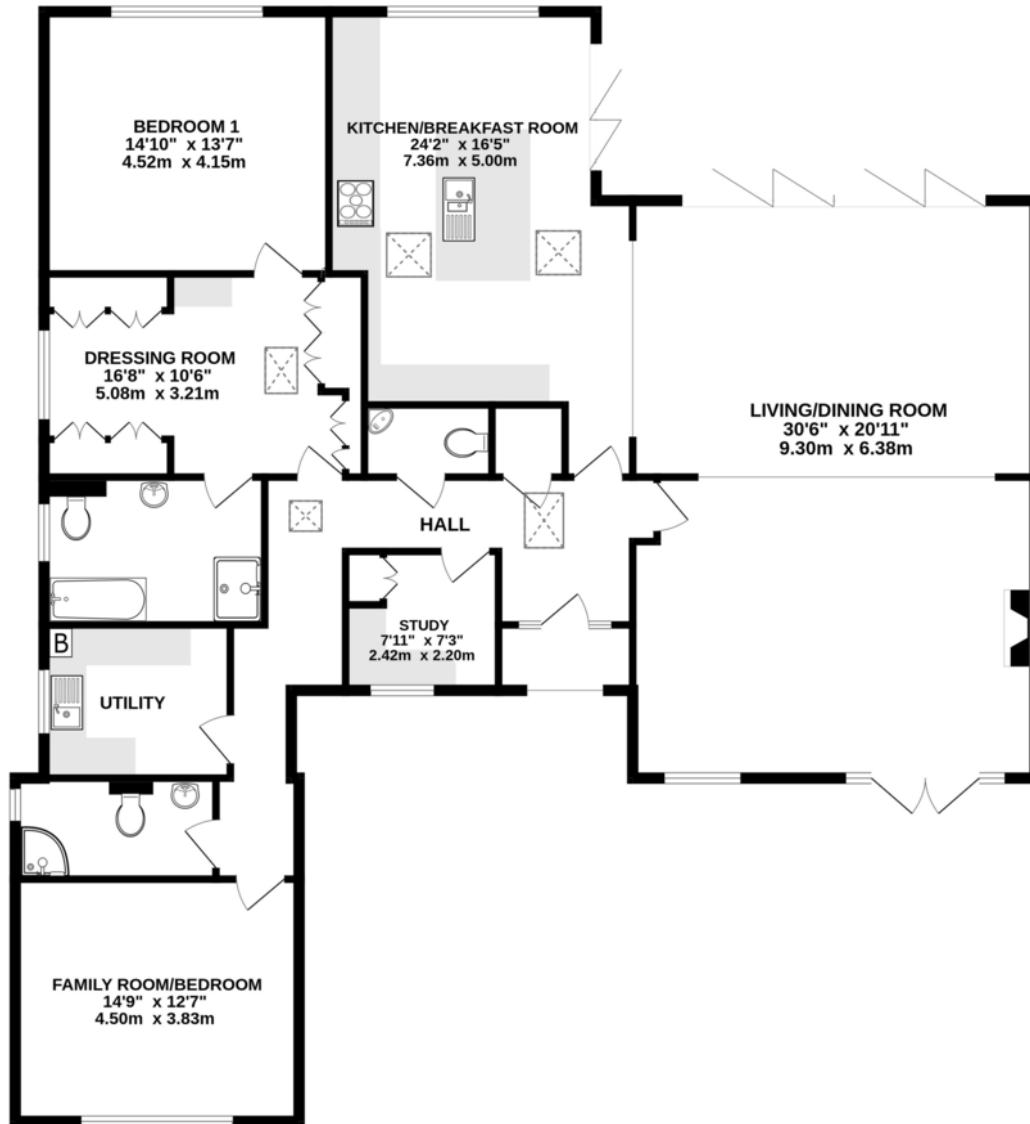 BEDROOM 1
14'10" x 13'7"
4.52m x 4.15m
KITCHEN/BREAKFAST ROOM
24'2" x 16'5"
7.36m x 5.00m
DRESSING ROOM
16'8" x 10'6"
5.08m x 3.21m
LIVING/DINING ROOM
30'6" x 20'11"
9.30m x 6.38m
HALL
STUDY
7'11" x 7'3"
2.42m x 2.20m
B
UTILITY
FAMILY ROOM/BEDROOM
14'9" x 12'7"
4.50m x 3.83m